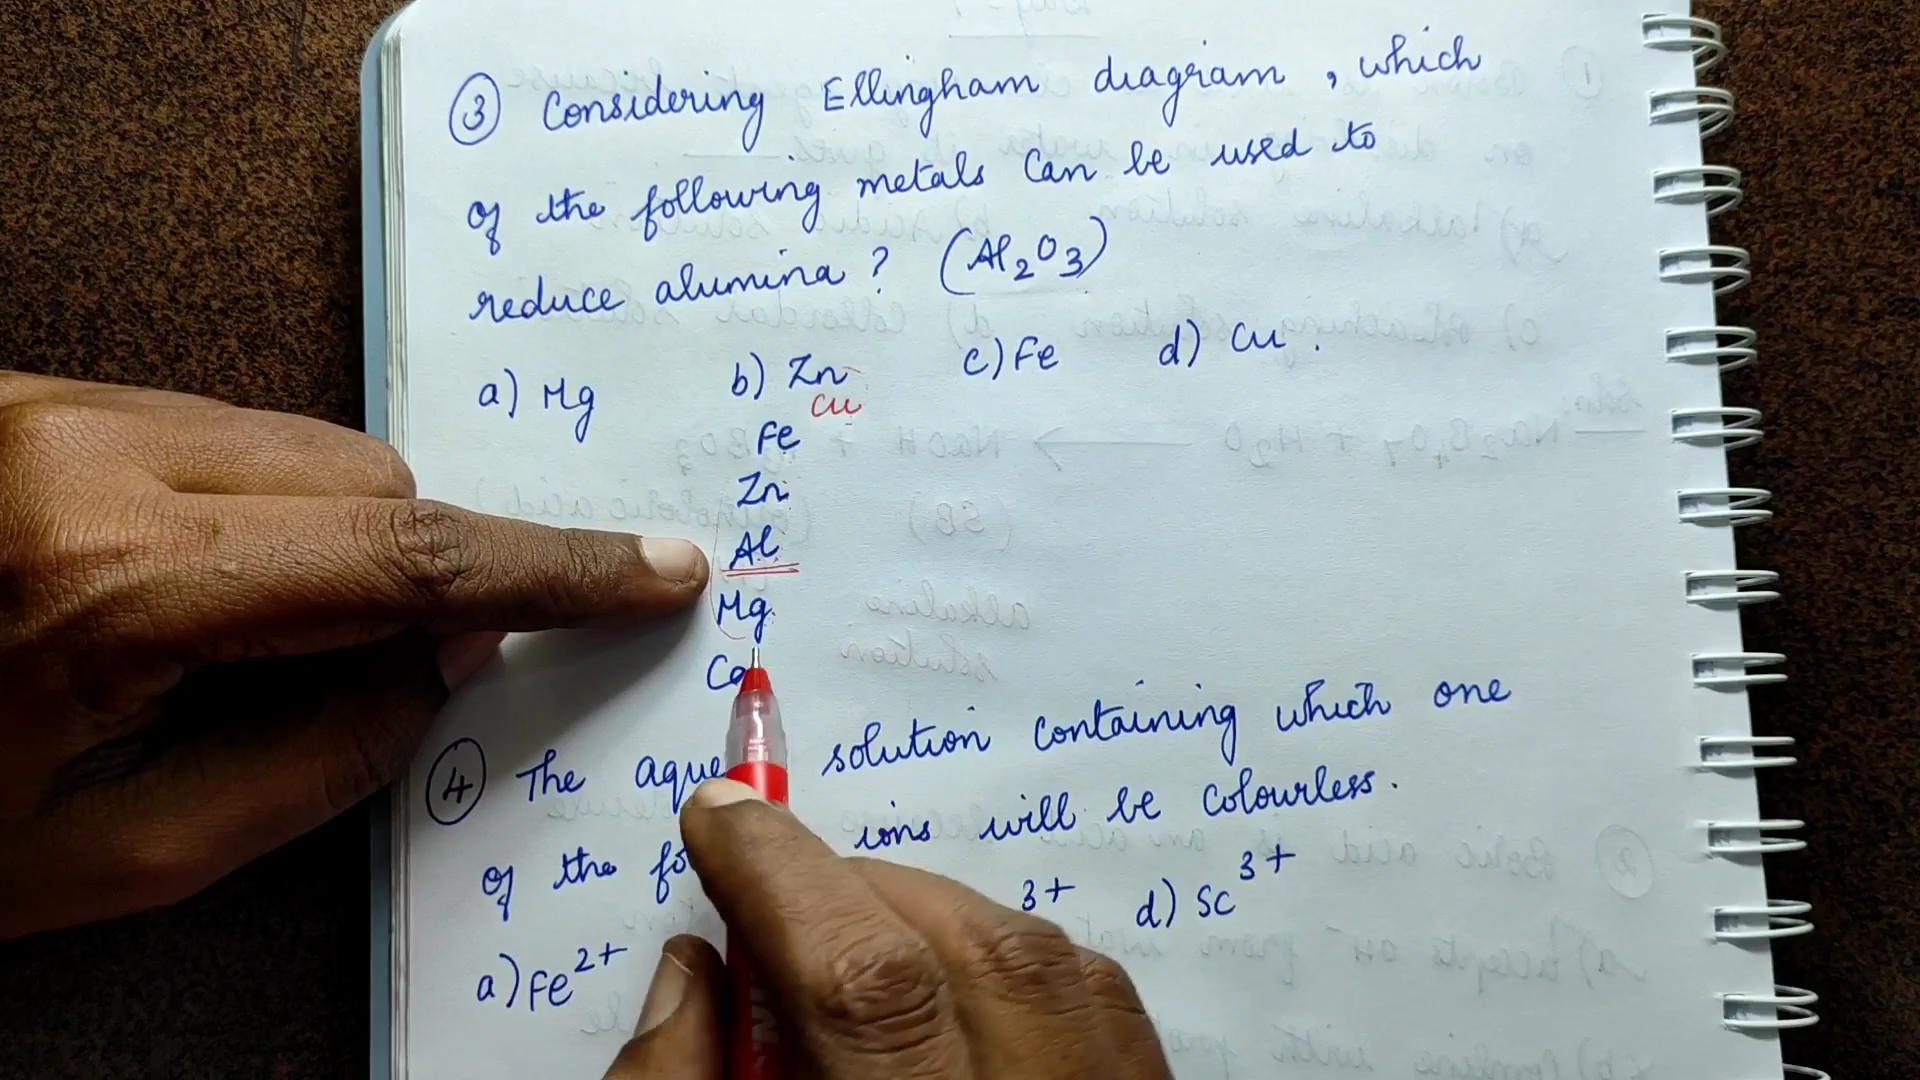 ③ Considering Ellingham diagram, which
of the following metals can be used to
reduce alumina? (Al2O3)
a) Mg b) Zn c) Fe d) Cu.
Cu
Fe
Zn
Al
Mg
④ The solution containing which one
of the ions will be colourless.
a) Fe2+ 3+ d) Sc3+